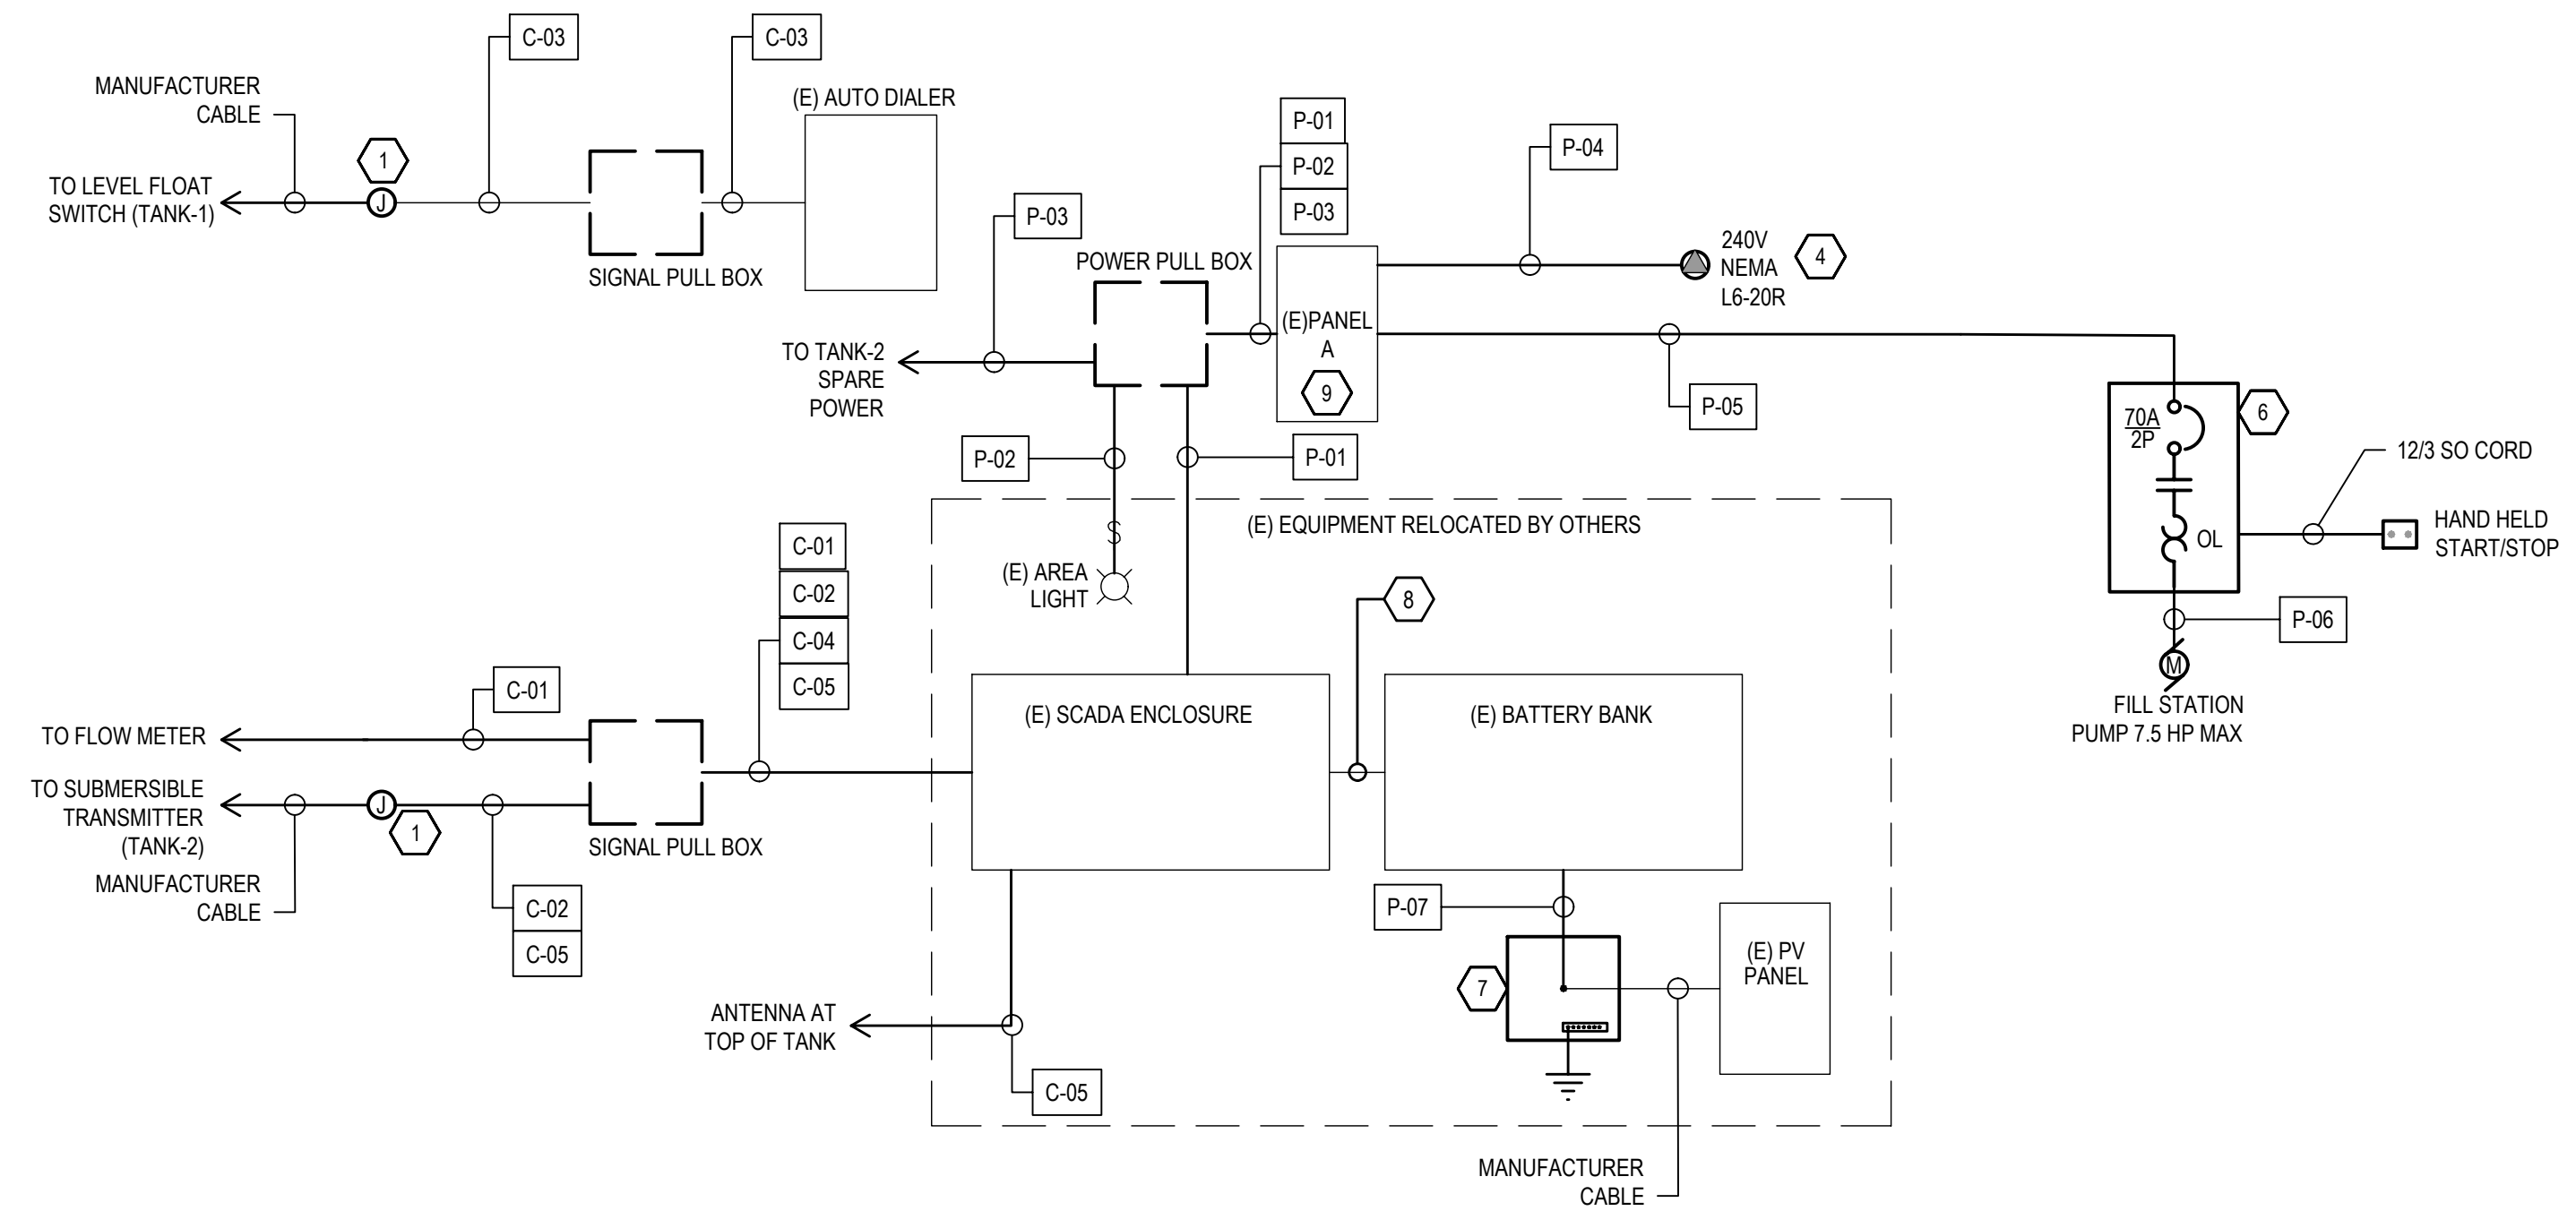 C-03
C-03
MANUFACTURER
CABLE
(E) AUTO DIALER
1
J
TO LEVEL FLOAT
SWITCH (TANK-1)
SIGNAL PULL BOX
P-01
P-02
P-03
P-04
P-03
POWER PULL BOX
240V
NEMA
L6-20R
4
(E)PANEL
A
9
TO TANK-2
SPARE
POWER
P-05
70A
2P
6
OL
12/3 SO CORD
HAND HELD
START/STOP
P-06
M
FILL STATION
PUMP 7.5 HP MAX
P-02
P-01
(E) EQUIPMENT RELOCATED BY OTHERS
S
(E) AREA
LIGHT
8
C-01
C-02
C-04
C-05
C-01
(E) SCADA ENCLOSURE
(E) BATTERY BANK
TO FLOW METER
TO SUBMERSIBLE
TRANSMITTER
(TANK-2)
J
1
SIGNAL PULL BOX
MANUFACTURER
CABLE
C-02
C-05
P-07
7
(E) PV
PANEL
ANTENNA AT
TOP OF TANK
C-05
MANUFACTURER
CABLE